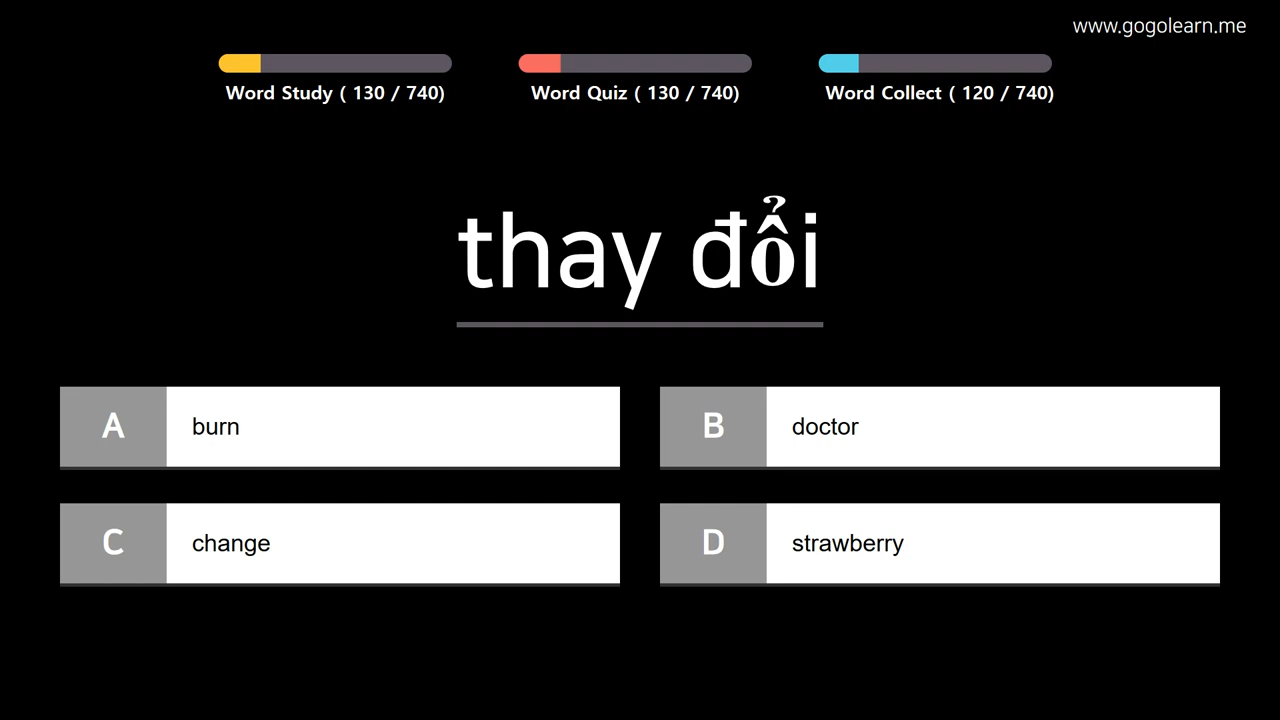 www.gogolearn.me
Word Study ( 130 / 740)
Word Quiz ( 130 / 740)
Word Collect ( 120 / 740)
thay đổi
A burn
B doctor
C change
D strawberry